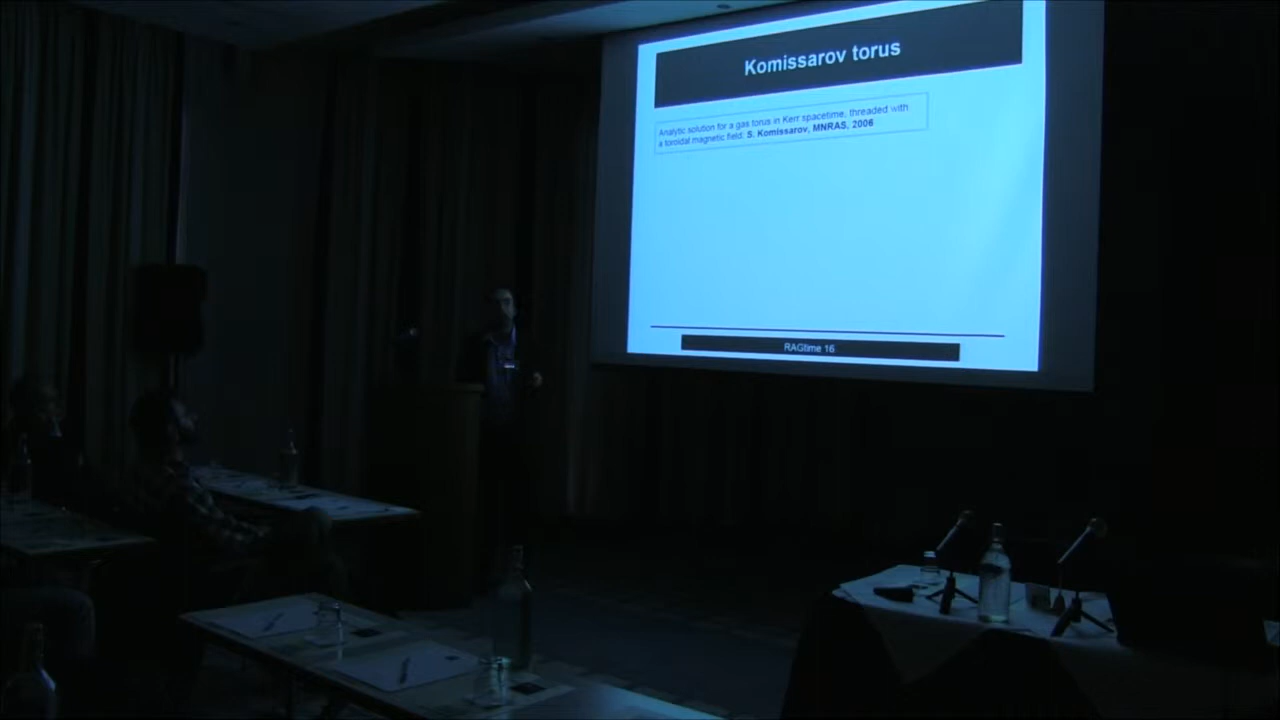 Komissarov torus
Analytic solution for a gas torus in Kerr spacetime, threaded with
a toroidal magnetic field. S. Komissarov, MNRAS, 2006
RAGtime 16